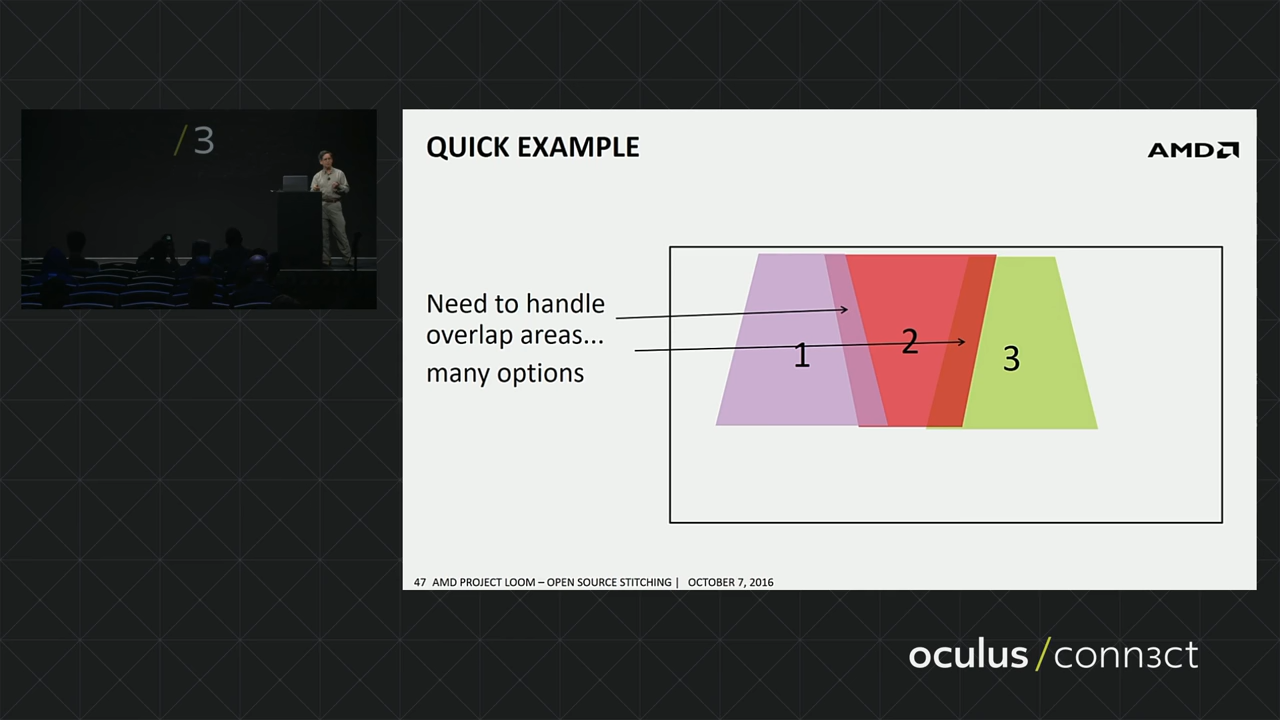 /3
QUICK EXAMPLE
AMD
Need to handle
overlap areas...
many options
1
2
3
47 AMD PROJECT LOOM – OPEN SOURCE STITCHING | OCTOBER 7, 2016
oculus /conn3ct